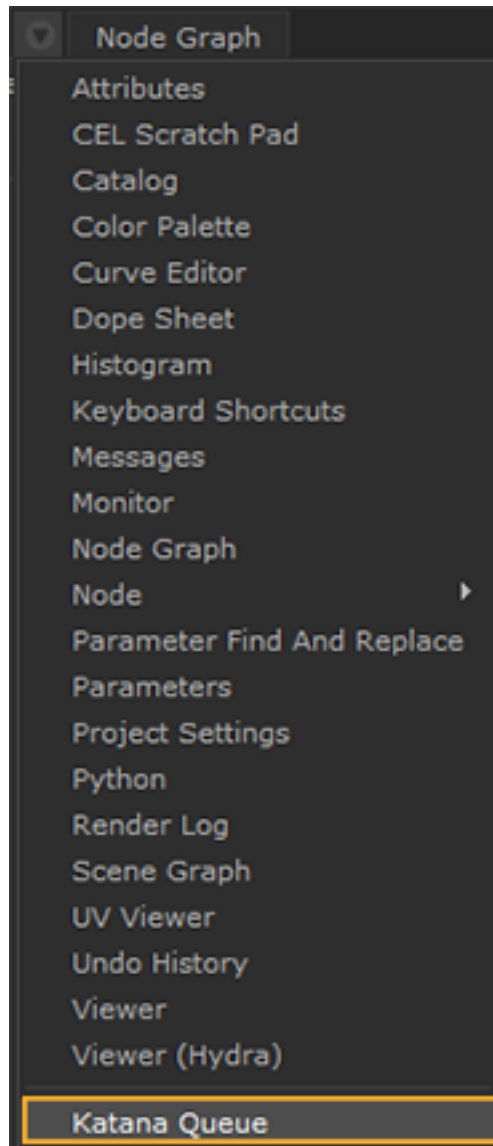 Node Graph
Attributes
CEL Scratch Pad
Catalog
Color Palette
Curve Editor
Dope Sheet
Histogram
Keyboard Shortcuts
Messages
Monitor
Node Graph
Node
Parameter Find And Replace
Parameters
Project Settings
Python
Render Log
Scene Graph
UV Viewer
Undo History
Viewer
Viewer (Hydra)
Katana Queue